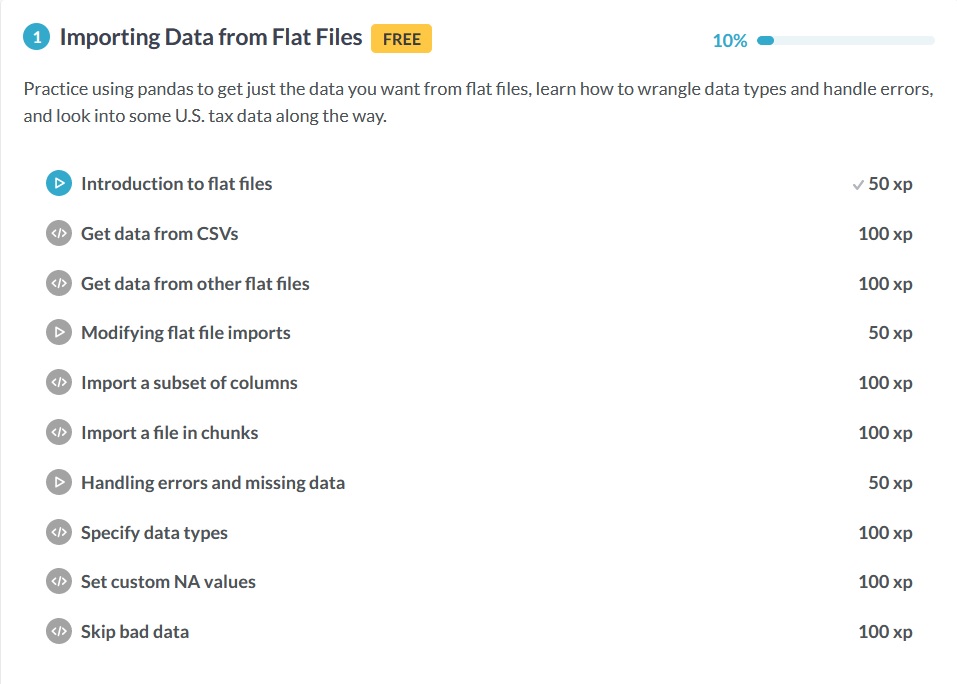 1 Importing Data from Flat Files FREE 10%
Practice using pandas to get just the data you want from flat files, learn how to wrangle data types and handle errors,
and look into some U.S. tax data along the way.
Introduction to flat files 50 xp
Get data from CSVs 100 xp
Get data from other flat files 100 xp
Modifying flat file imports 50 xp
Import a subset of columns 100 xp
Import a file in chunks 100 xp
Handling errors and missing data 50 xp
Specify data types 100 xp
Set custom NA values 100 xp
Skip bad data 100 xp